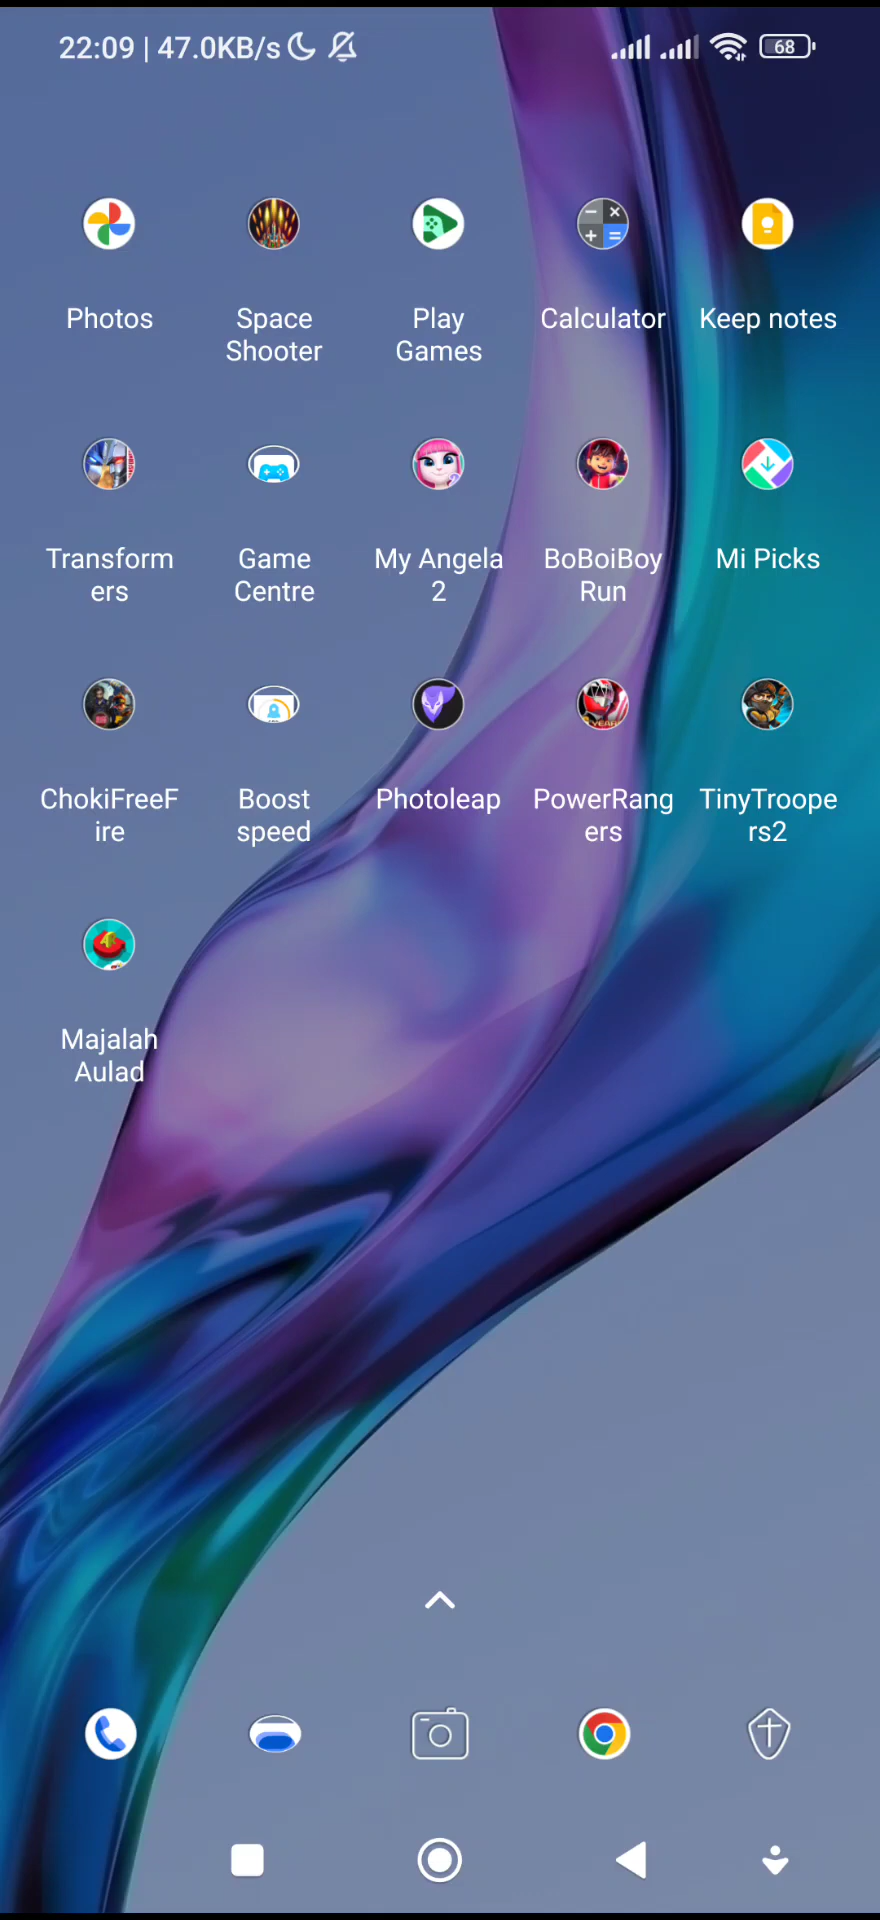 22:09 | 47.0KB/s 68
Photos
Space
Shooter
Play
Games
Calculator
Keep notes
Transform
ers
Game
Centre
My Angela
2
BoBoiBoy
Run
Mi Picks
ChokiFreeF
ire
Boost
speed
Photoleap
PowerRang
ers
TinyTroope
rs2
Majalah
Aulad